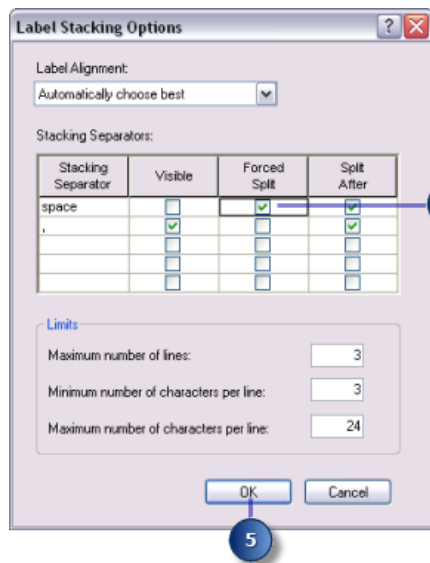 Label Stacking Options
Label Alignment:
Automatically choose best
Stacking Separators:
Stacking Separator Visible Forced Split Split After
space
,
Limits
Maximum number of lines: 3
Minimum number of characters per line: 3
Maximum number of characters per line: 24
OK Cancel
5